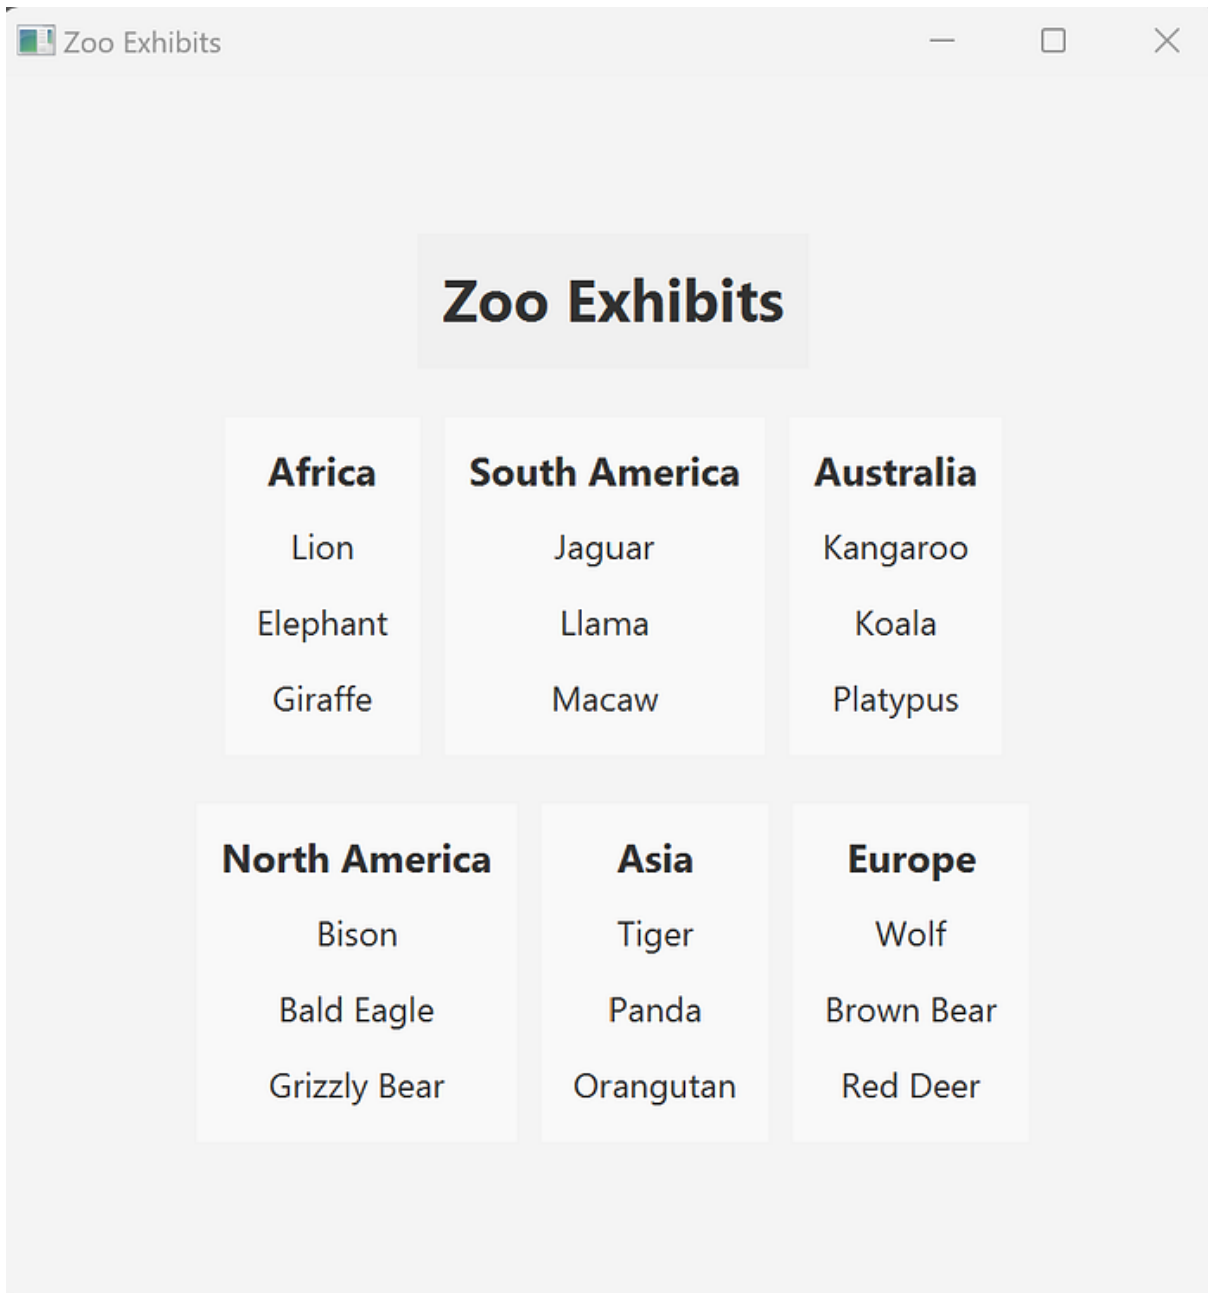 Zoo Exhibits
Zoo Exhibits
Africa
Lion
Elephant
Giraffe
South America
Jaguar
Llama
Macaw
Australia
Kangaroo
Koala
Platypus
North America
Bison
Bald Eagle
Grizzly Bear
Asia
Tiger
Panda
Orangutan
Europe
Wolf
Brown Bear
Red Deer